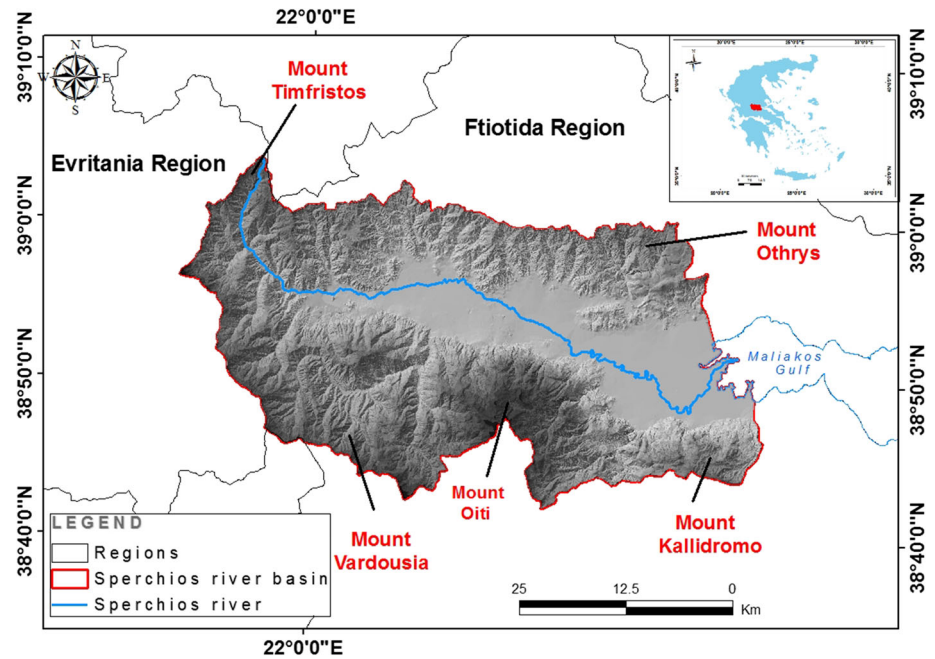 22°0'0"E
39°10'0"N
39°0'0"N
38°50'0"N
38°40'0"N
N
W
E
S
Mount
Timfristos
Evritania Region
Ftiotida Region
Mount
Othrys
Maliakos
Gulf
Mount
Oiti
Mount
Vardousia
Mount
Kallidromo
39°10'0"N
39°0'0"N
38°50'0"N
38°40'0"N
LEGEND
Regions
Sperchios river basin
Sperchios river
25
12.5
0
Km
22°0'0"E